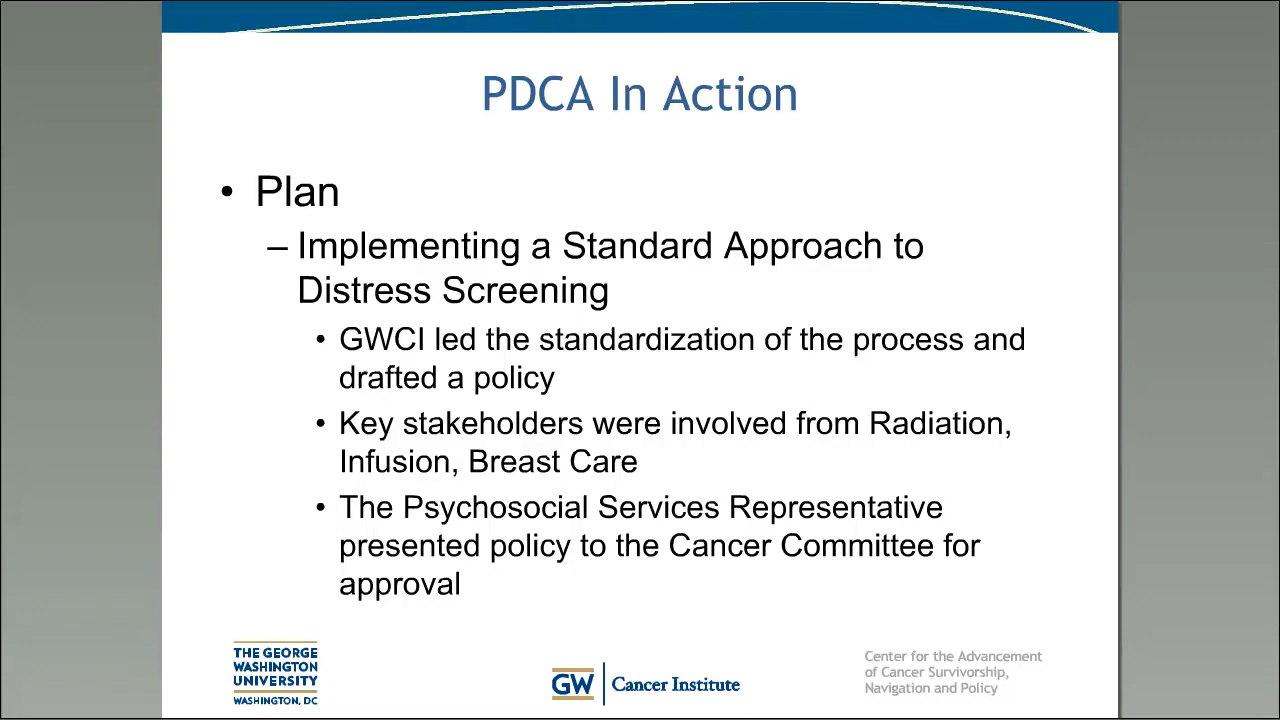 PDCA In Action
• Plan
– Implementing a Standard Approach to
Distress Screening
• GWCI led the standardization of the process and
drafted a policy
• Key stakeholders were involved from Radiation,
Infusion, Breast Care
• The Psychosocial Services Representative
presented policy to the Cancer Committee for
approval
THE GEORGE
WASHINGTON
UNIVERSITY
WASHINGTON, DC
GW Cancer Institute
Center for the Advancement
of Cancer Survivorship,
Navigation and Policy